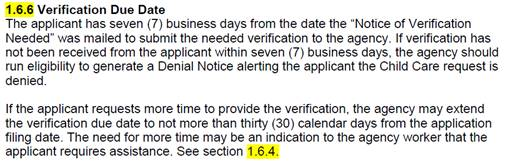 1.6.6 Verification Due Date
The applicant has seven (7) business days from the date the “Notice of Verification
Needed” was mailed to submit the needed verification to the agency. If verification has
not been received from the applicant within seven (7) business days, the agency should
run eligibility to generate a Denial Notice alerting the applicant the Child Care request is
denied.
If the applicant requests more time to provide the verification, the agency may extend
the verification due date to not more than thirty (30) calendar days from the application
filing date. The need for more time may be an indication to the agency worker that the
applicant requires assistance. See section 1.6.4.